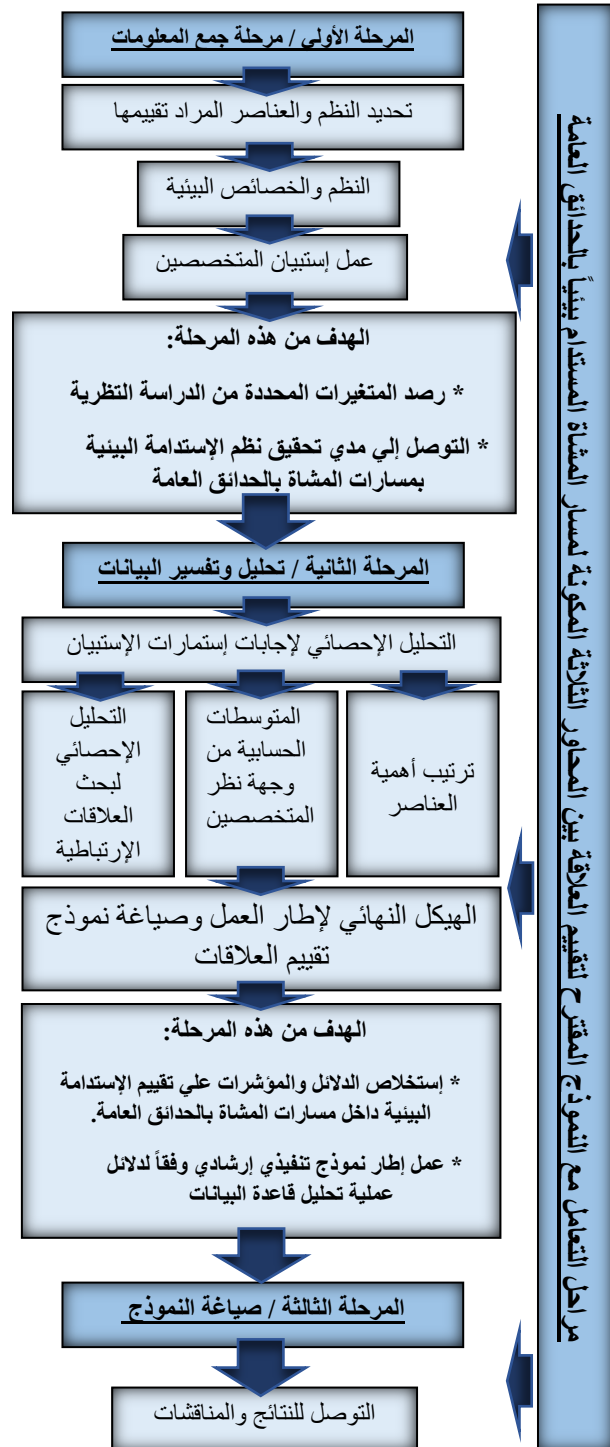 مراحل التعامل مع النموذج المقترح لتقييم العلاقة بين المحاور الثلاثة المكونة لمسار المشاة المستدام بيئياً بالحدائق العامة
المرحلة الأولى / مرحلة جمع المعلومات
تحديد النظم والعناصر المراد تقييمها
النظم والخصائص البيئية
عمل إستبيان المتخصصين
الهدف من هذه المرحلة:
* رصد المتغيرات المحددة من الدراسة التظرية
* التوصل إلي مدي تحقيق نظم الإستدامة البيئية
بمسارات المشاة بالحدائق العامة
المرحلة الثانية / تحليل وتفسير البيانات
التحليل الإحصائي لإجابات إستمارات الإستبيان
ترتيب أهمية
العناصر
المتوسطات
الحسابية من
وجهة نظر
المتخصصين
التحليل
الإحصائي
لبحث
العلاقات
الإرتباطية
الهيكل النهائي لإطار العمل وصياغة نموذج
تقييم العلاقات
الهدف من هذه المرحلة:
* إستخلاص الدلائل والمؤشرات علي تقييم الإستدامة
البيئية داخل مسارات المشاة بالحدائق العامة.
* عمل إطار نموذج تنفيذي إرشادي وفقاً لدلائل
عملية تحليل قاعدة البيانات
المرحلة الثالثة / صياغة النموذج
التوصل للنتائج والمناقشات